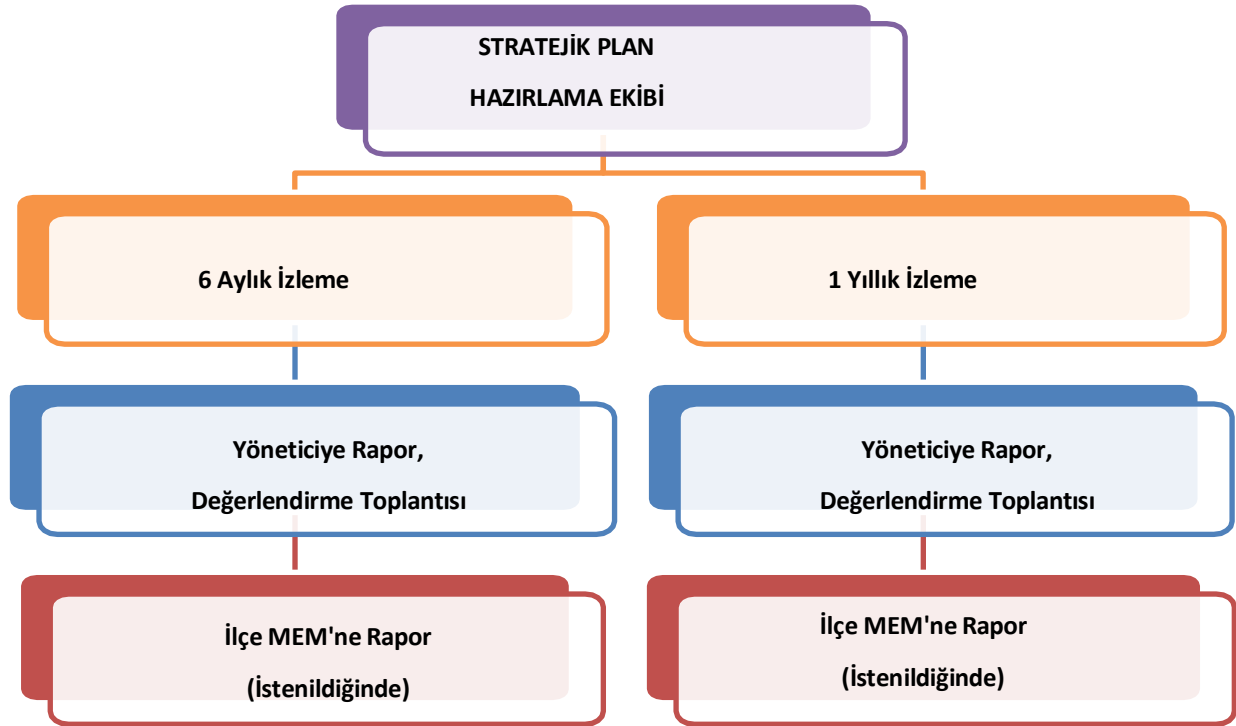 STRATEJİK PLAN
HAZIRLAMA EKİBİ
6 Aylık İzleme
1 Yıllık İzleme
Yöneticiye Rapor,
Değerlendirme Toplantısı
Yöneticiye Rapor,
Değerlendirme Toplantısı
İlçe MEM'ne Rapor
(İstenildiğinde)
İlçe MEM'ne Rapor
(İstenildiğinde)